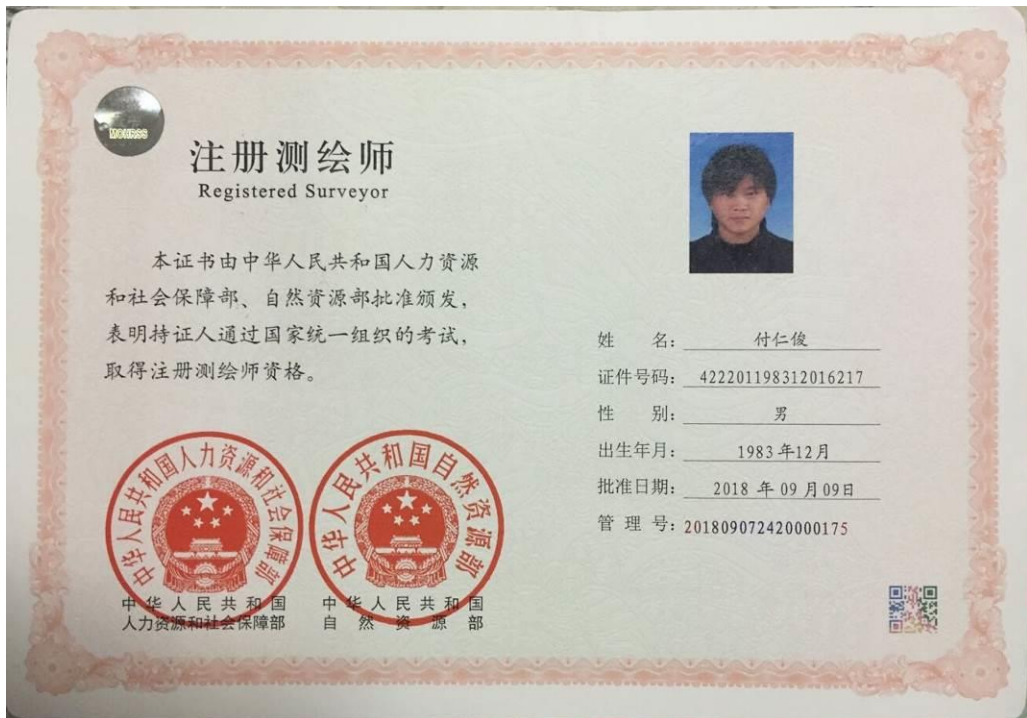 MOHRSS
注册测绘师
Registered Surveyor
本证书由中华人民共和国人力资源
和社会保障部、自然资源部批准颁发，
表明持证人通过国家统一组织的考试，
取得注册测绘师资格。
中华人民共和国人力资源和社会保障部
中华人民共和国自然资源部
中华人民共和国
人力资源和社会保障部
中华人民共和国
自然资源部
姓 名： 付仁俊
证件号码： 422201198312016217
性 别： 男
出生年月： 1983年12月
批准日期： 2018 年 09 月 09日
管 理 号： 201809072420000175